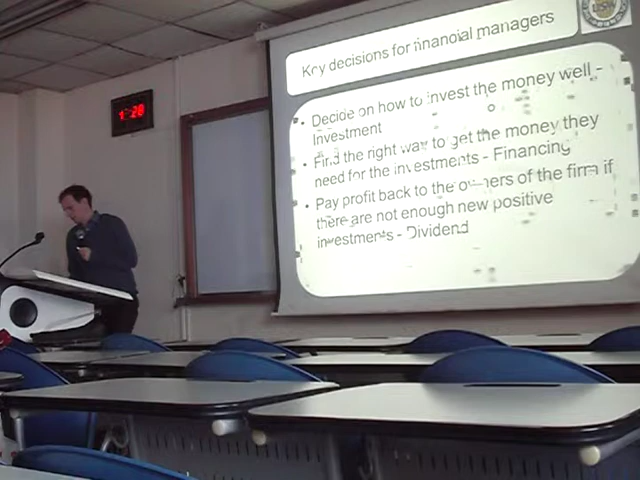 Key decisions for financial managers
• Decide on how to invest the money well -
Investment
• Find the right way to get the money they
need for the investments - Financing
• Pay profit back to the owners of the firm if
there are not enough new positive
investments - Dividend